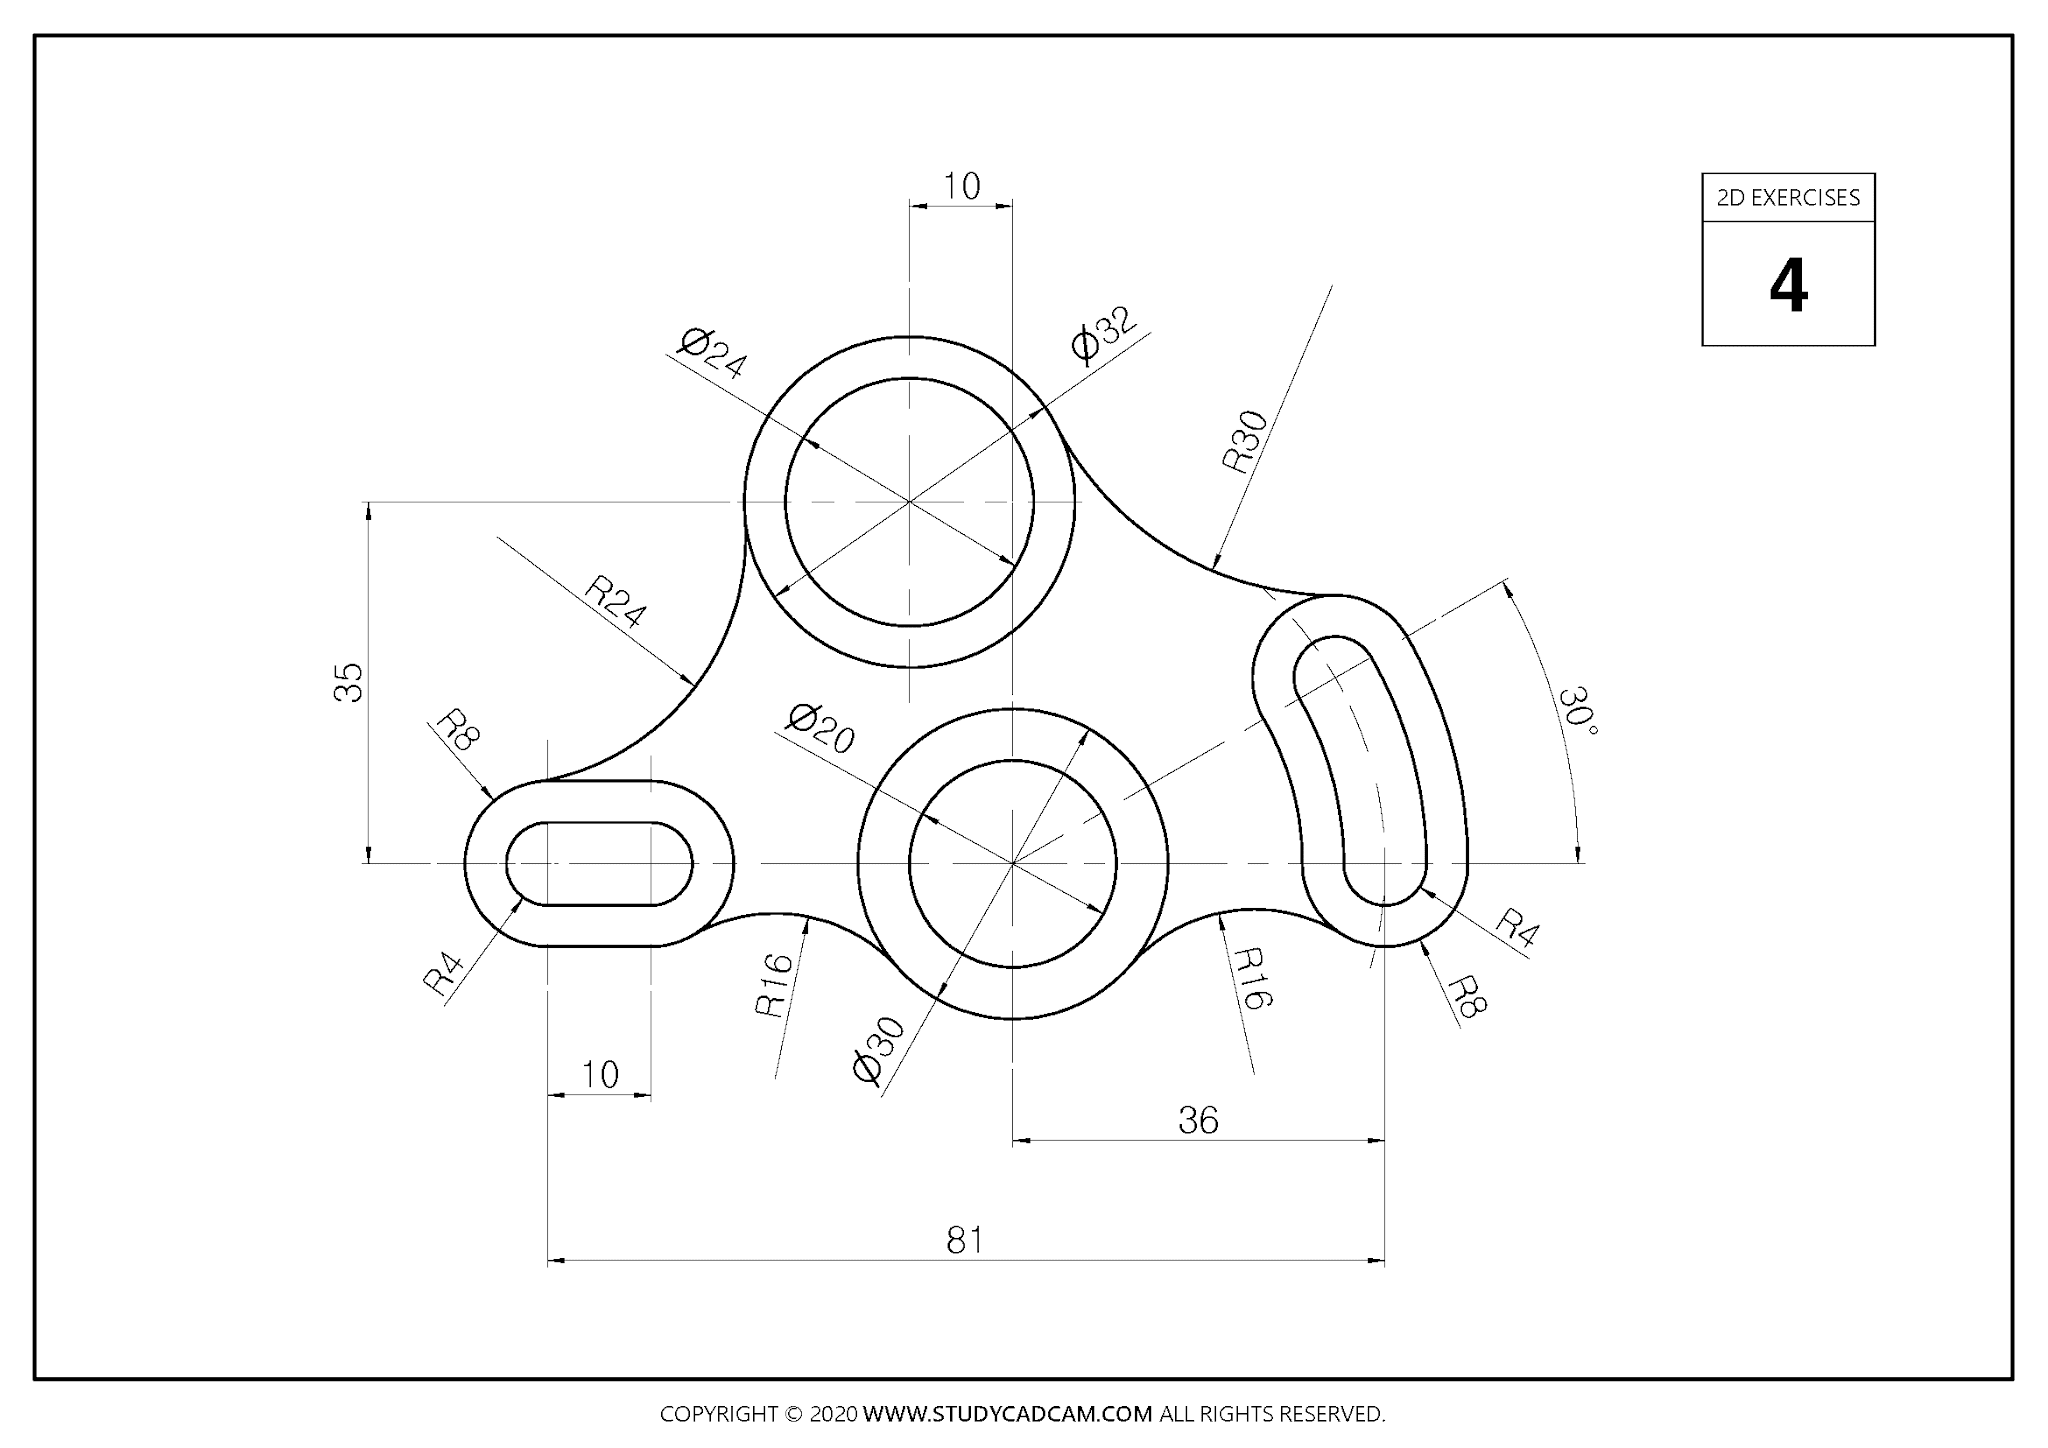 10
2D EXERCISES
4
Ø24
Ø32
R30
R24
35
R8
30°
Ø20
R4
R4
R16
R16
R8
Ø30
10
36
81
COPYRIGHT © 2020 WWW.STUDYCADCAM.COM ALL RIGHTS RESERVED.